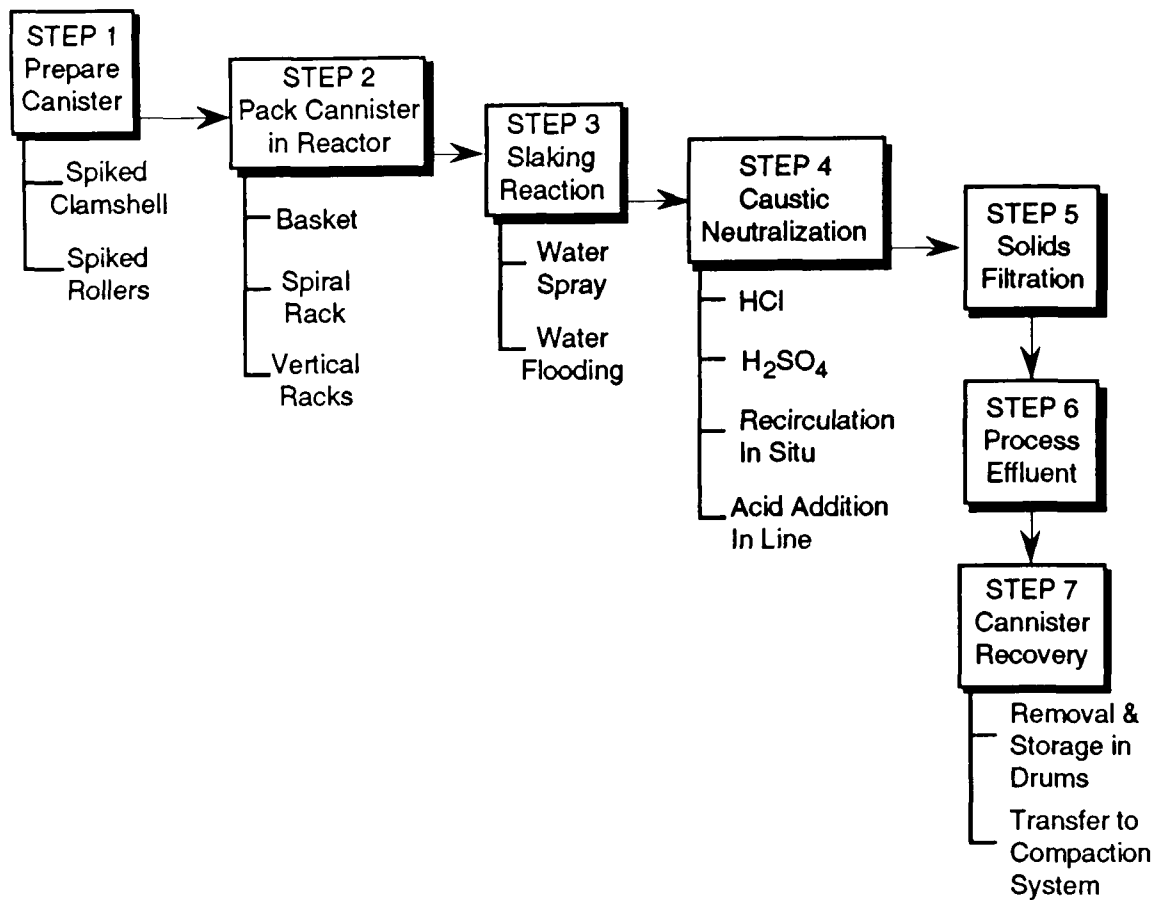 STEP 1
Prepare
Canister
Spiked
Clamshell
Spiked
Rollers
STEP 2
Pack Cannister
in Reactor
Basket
Spiral
Rack
Vertical
Racks
STEP 3
Slaking
Reaction
Water
Spray
Water
Flooding
STEP 4
Caustic
Neutralization
HCl
H₂SO₄
Recirculation
In Situ
Acid Addition
In Line
STEP 5
Solids
Filtration
STEP 6
Process
Effluent
STEP 7
Cannister
Recovery
Removal &
Storage in
Drums
Transfer to
Compaction
System